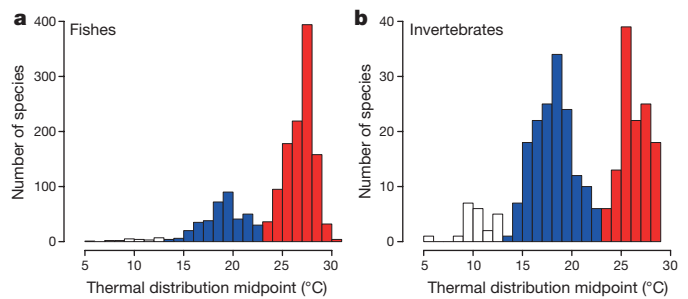 a Fishes
400
300
200
100
0
Number of species
5 10 15 20 25 30
Thermal distribution midpoint (°C)
b Invertebrates
40
30
20
10
0
Number of species
5 10 15 20 25 30
Thermal distribution midpoint (°C)